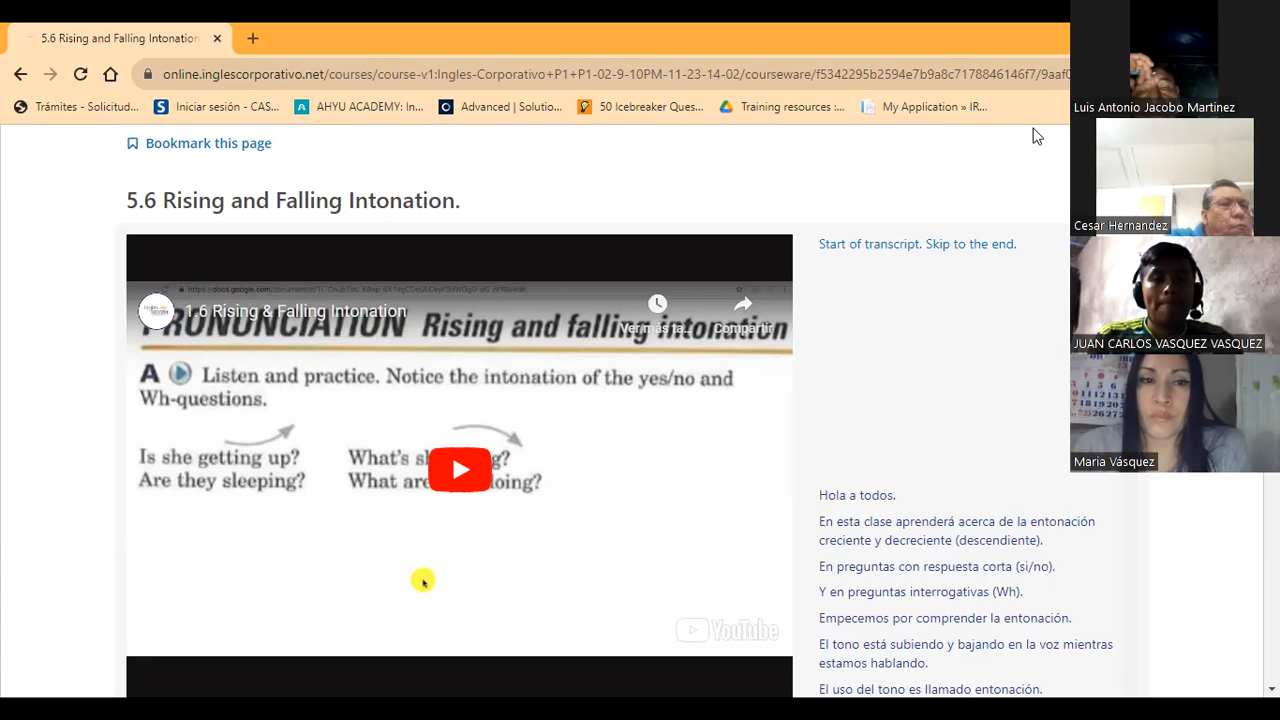 5.6 Rising and Falling Intonation
online.inglescorporativo.net/courses/course-v1:Ingles-Corporativo+P1+P1-02-9-10PM-11-23-14-02/courseware/f5342295b2594e7b9a8c7178846146f7/9aaf0
Trámites - Solicitud...
Iniciar sesión - CAS...
AHYU ACADEMY: In...
Advanced | Solutio...
50 Icebreaker Ques...
Training resources :...
My Application » IR...
Bookmark this page
5.6 Rising and Falling Intonation.
1.6 Rising & Falling Intonation
Ver más ta...
Compartir
PRONUNCIATION Rising and falling intonation
A Listen and practice. Notice the intonation of the yes/no and
Wh-questions.
Is she getting up?
What's
Are they sleeping?
What are doing?
YouTube
Start of transcript. Skip to the end.
Hola a todos.
En esta clase aprenderá acerca de la entonación
creciente y decreciente (descendiente).
En preguntas con respuesta corta (si/no).
Y en preguntas interrogativas (Wh).
Empecemos por comprender la entonación.
El tono está subiendo y bajando en la voz mientras
estamos hablando.
El uso del tono es llamado entonación.
Luis Antonio Jacobo Martinez
Cesar Hernandez
JUAN CARLOS VASQUEZ VASQUEZ
Maria Vásquez